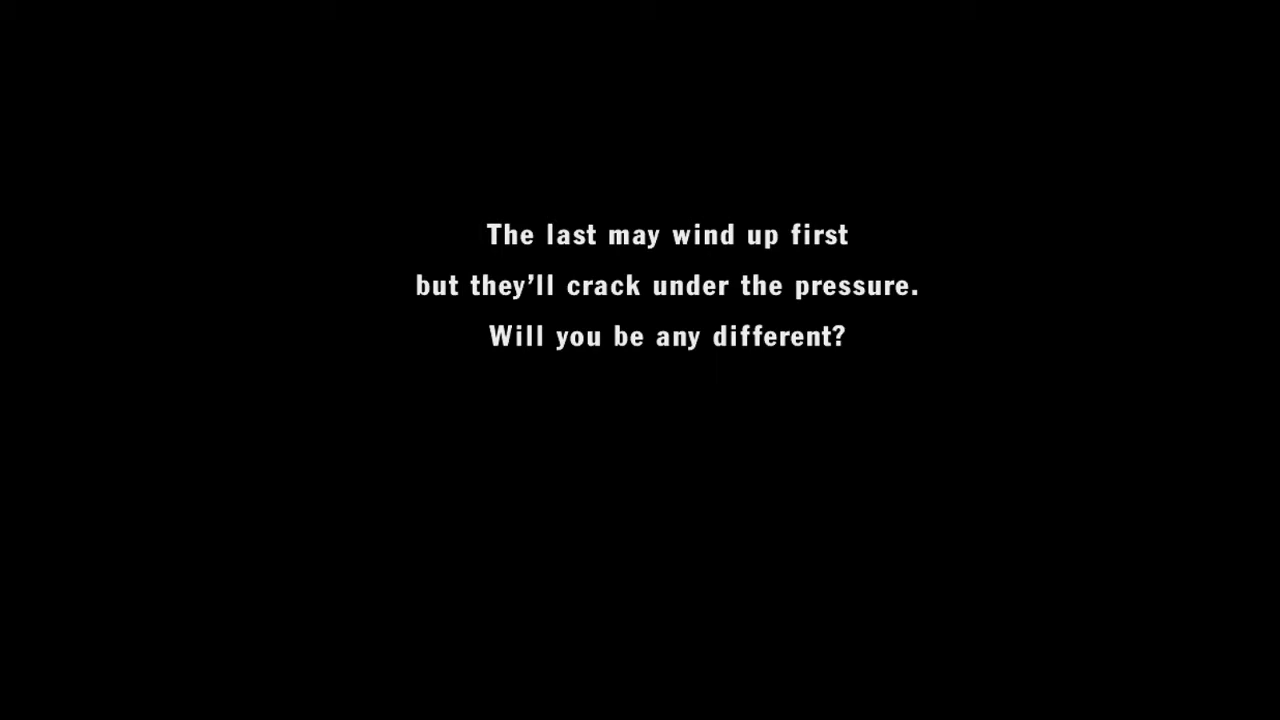 The last may wind up first
but they’ll crack under the pressure.
Will you be any different?